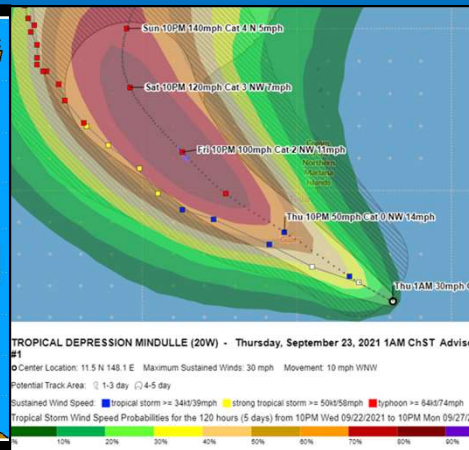 Sun 10PM 140mph Cat 4 N 5mph
Sat 10PM 120mph Cat 3 NW 7mph
Fri 10PM 100mph Cat 2 NW 11mph
Northern
Mariana
Islands
Thu 10PM 50mph Cat 0 NW 14mph
Thu 1AM 30mph
TROPICAL DEPRESSION MINDULLE (20W) - Thursday, September 23, 2021 1AM ChST Advis
#1
Center Location: 11.5 N 148.1 E Maximum Sustained Winds: 30 mph Movement: 10 mph WNW
Potential Track Area: 1-3 day 4-5 day
Sustained Wind Speed: tropical storm >= 34kt/39mph strong tropical storm >= 50kt/58mph typhoon >= 64kt/74mph
Tropical Storm Wind Speed Probabilities for the 120 hours (5 days) from 10PM Wed 09/22/2021 to 10PM Mon 09/27/
% 10% 20% 30% 40% 50% 60% 70% 80% 90%